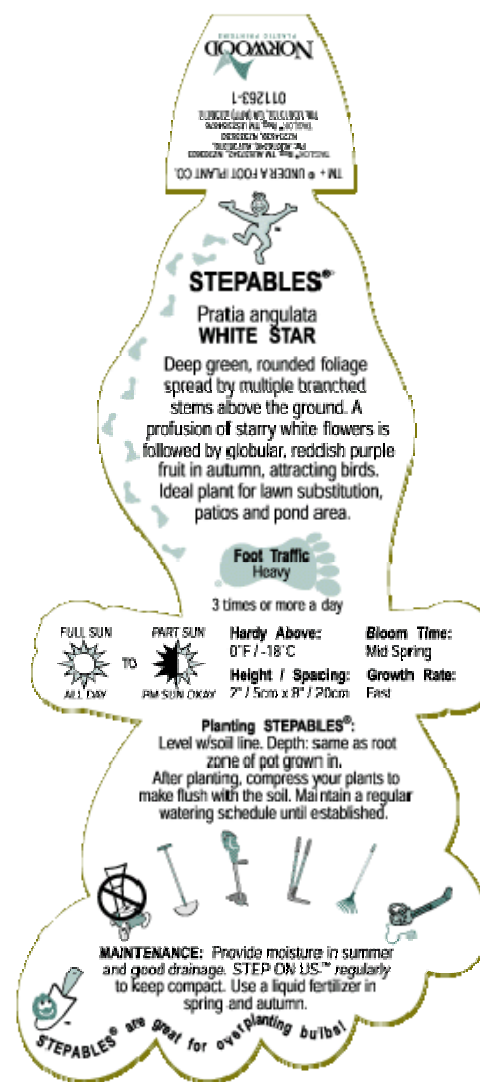 NORWOOD
PLASTIC PRINTERS
011263-1
TM + ® UNDER A FOOT PLANT CO.
STEPABLES®
Pratia angulata
WHITE STAR
Deep green, rounded foliage
spread by multiple branched
stems above the ground. A
profusion of starry white flowers is
followed by globular, reddish purple
fruit in autumn, attracting birds.
Ideal plant for lawn substitution,
patios and pond area.
Foot Traffic
Heavy
3 times or more a day
FULL SUN
ALL DAY
TO
PART SUN
PM SUN OKAY
Hardy Above:
0°F / -18°C
Bloom Time:
Mid Spring
Height / Spacing:
2" / 5cm x 8" / 20cm
Growth Rate:
Fast
Planting STEPABLES®:
Level w/soil line. Depth: same as root
zone of pot grown in.
After planting, compress your plants to
make flush with the soil. Maintain a regular
watering schedule until established.
MAINTENANCE: Provide moisture in summer
and good drainage. STEP ON US™ regularly
to keep compact. Use a liquid fertilizer in
spring and autumn.
STEPABLES® are great for overplanting bulbs!